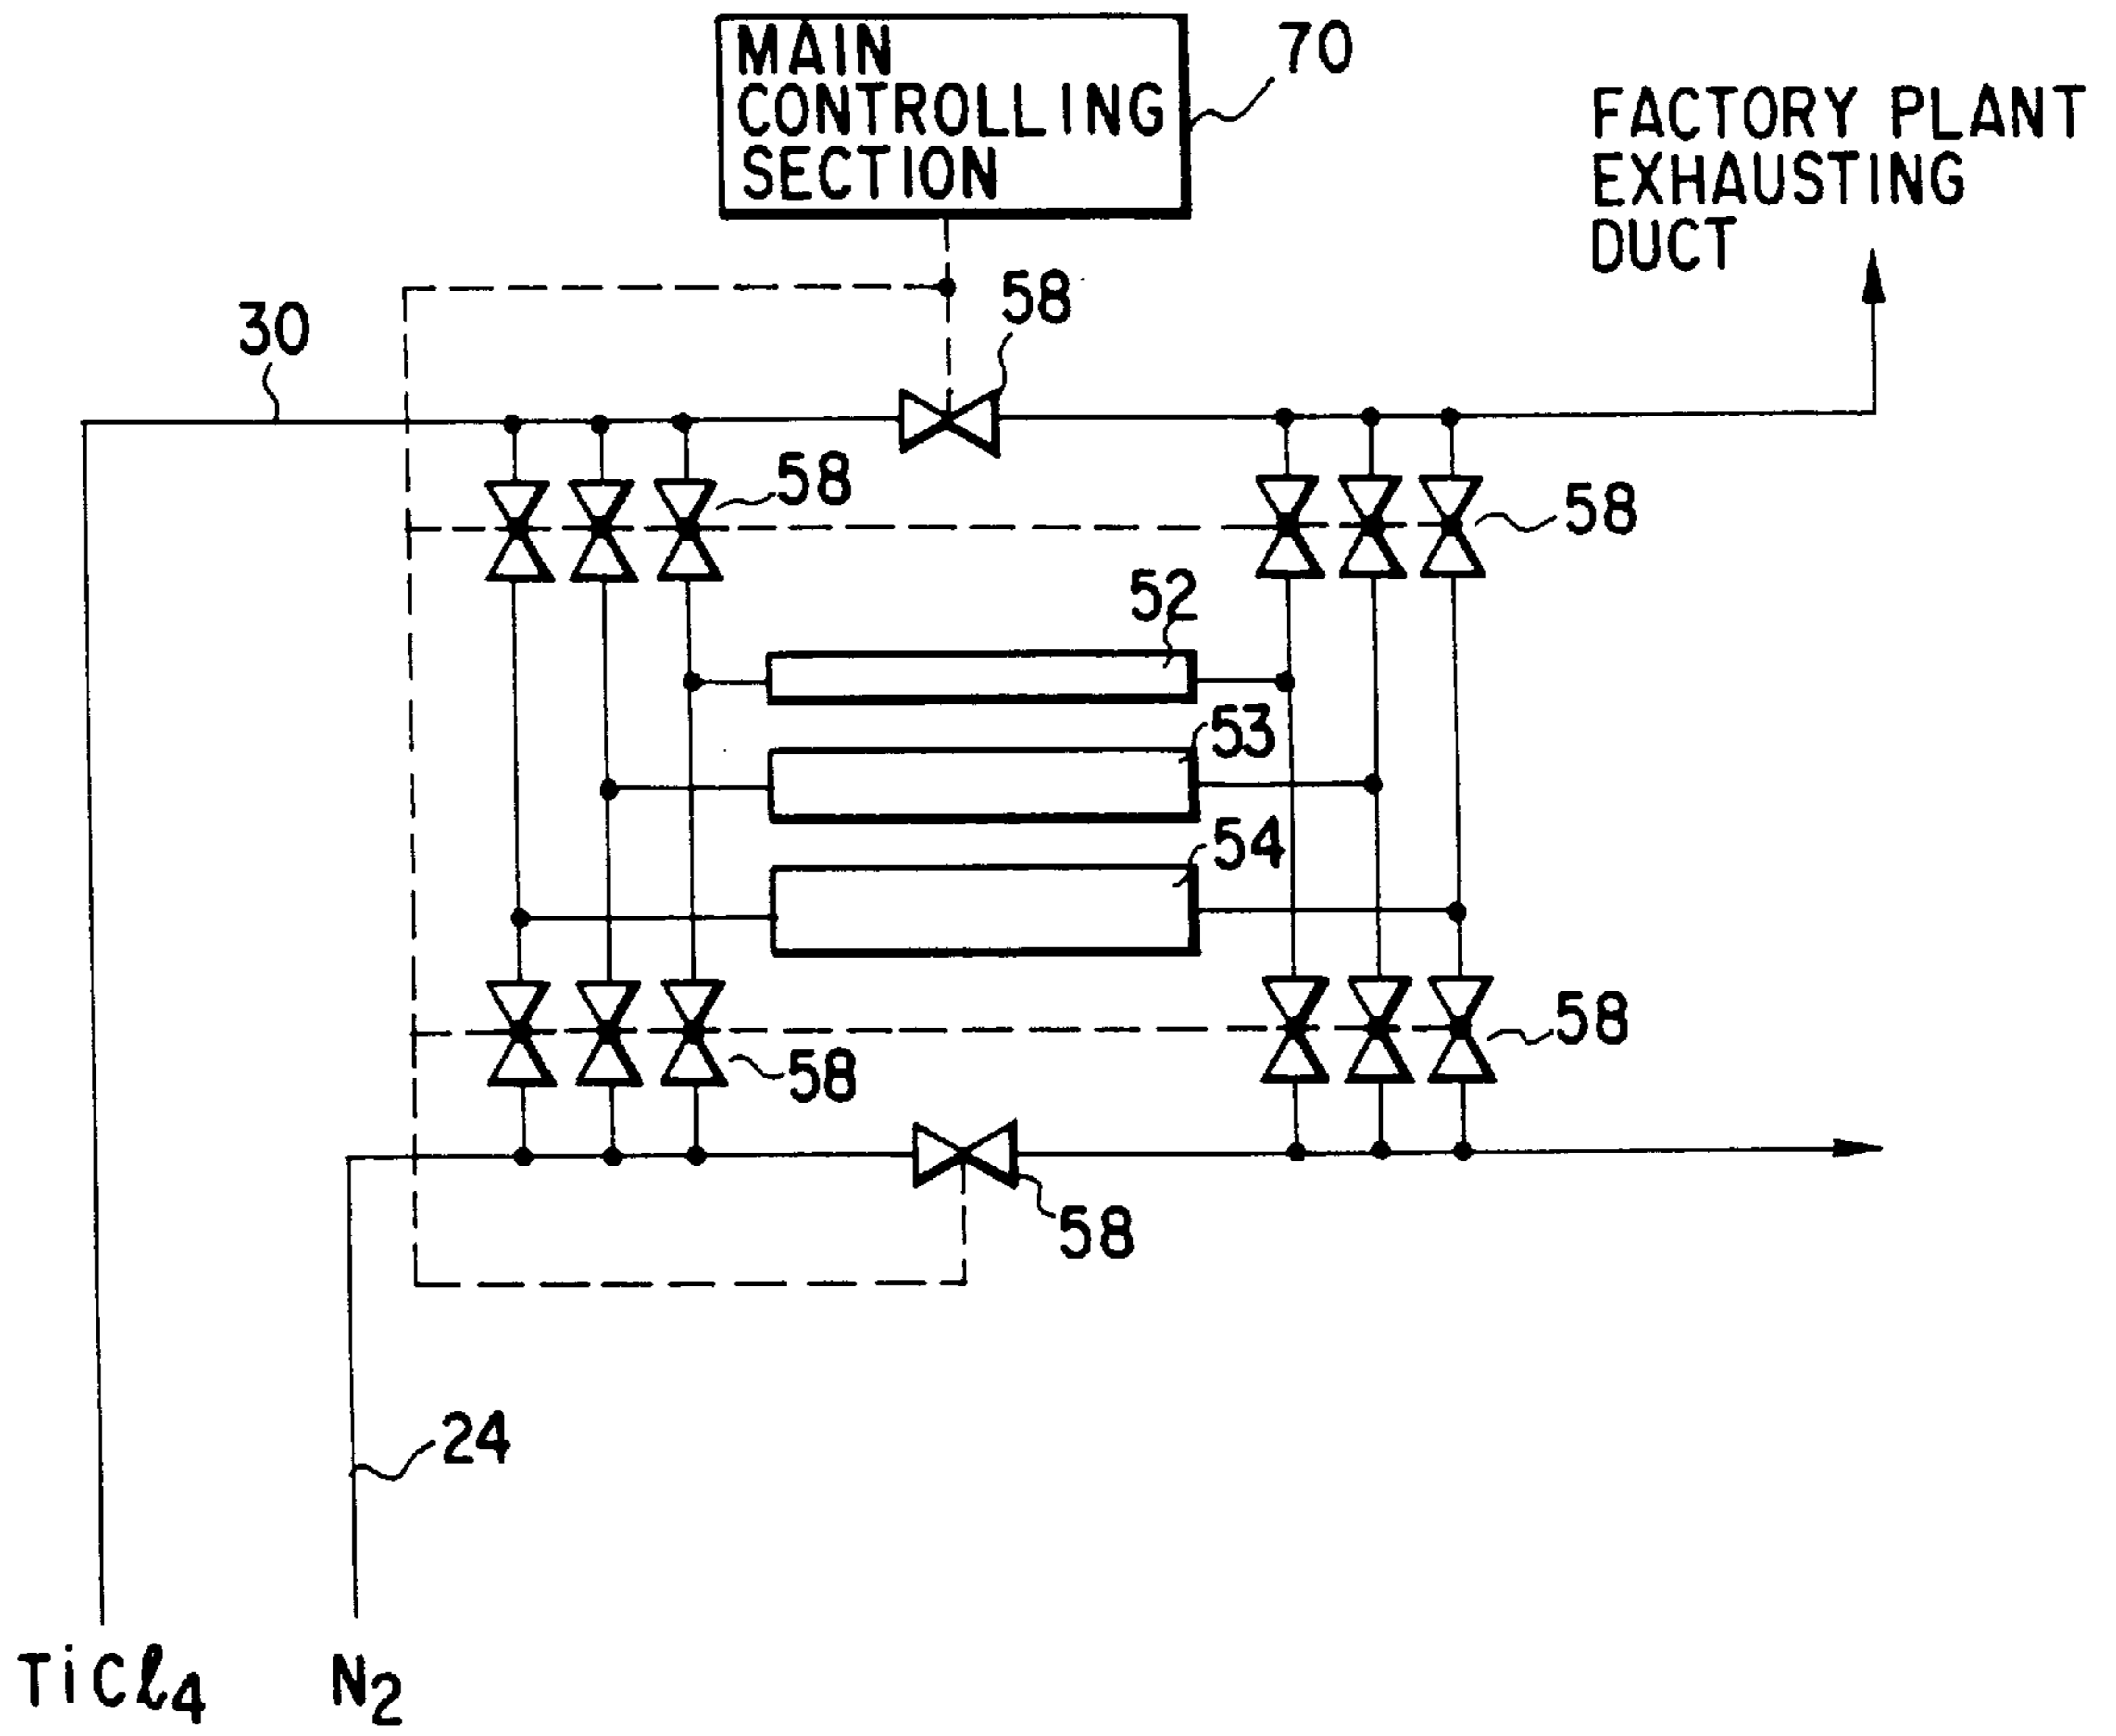 MAIN
CONTROLLING
SECTION
70
FACTORY PLANT
EXHAUSTING
DUCT
58
30
58
58
52
53
54
58
58
58
24
TiCl4
N2